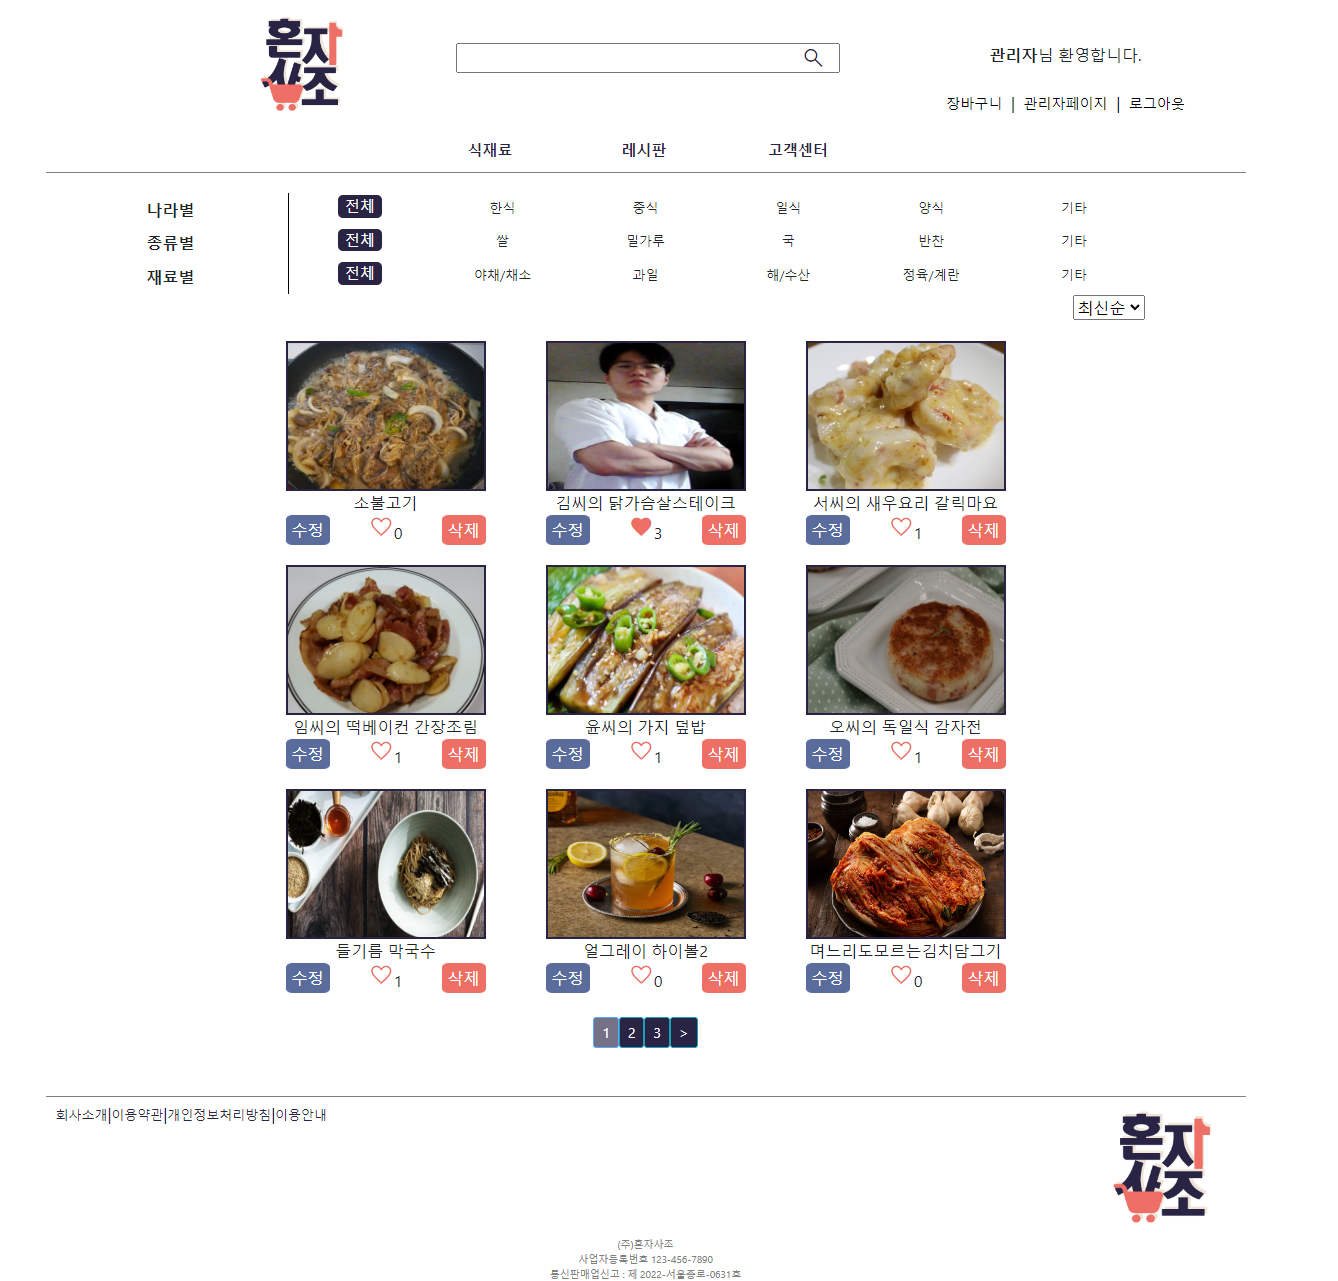 혼자
사조
관리자님 환영합니다.
장바구니 | 관리자페이지 | 로그아웃
식재료 레시판 고객센터
나라별 전체 한식 중식 일식 양식 기타
종류별 전체 쌀 밀가루 국 반찬 기타
재료별 전체 야채/채소 과일 해/수산 정육/계란 기타
최신순
소불고기 김씨의 닭가슴살스테이크 서씨의 새우요리 갈릭마요
수정 0 삭제 수정 3 삭제 수정 1 삭제
임씨의 떡베이컨 간장조림 윤씨의 가지 덮밥 오씨의 독일식 감자전
수정 1 삭제 수정 1 삭제 수정 1 삭제
들기름 막국수 얼그레이 하이볼2 며느리도모르는김치담그기
수정 1 삭제 수정 0 삭제 수정 0 삭제
1 2 3 >
회사소개|이용약관|개인정보처리방침|이용안내
혼자
사조
(주)혼자사조
사업자등록번호 123-456-7890
통신판매업신고 : 제 2022-서울종로-0631호